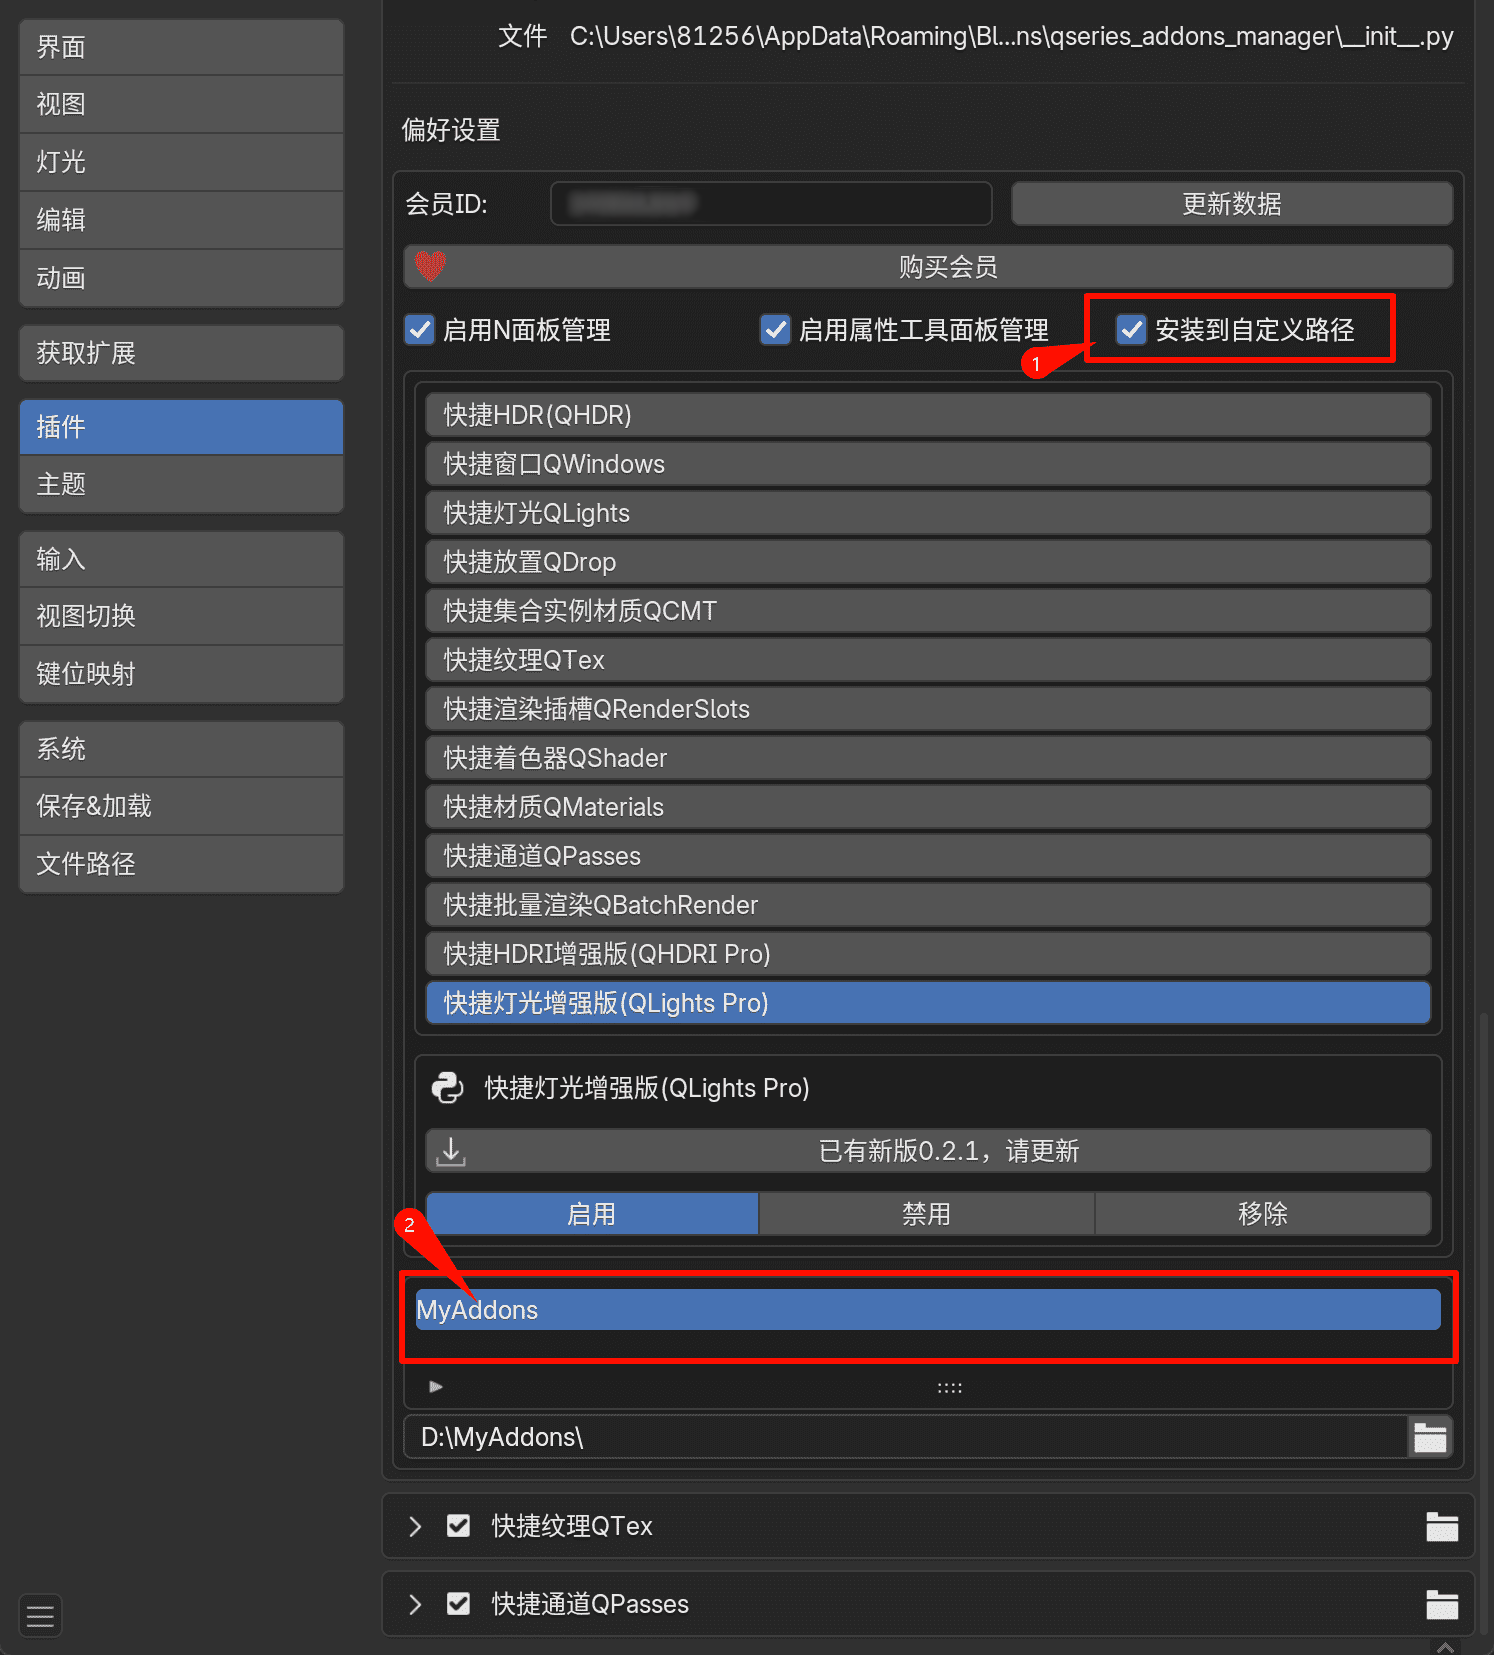 界面
视图
灯光
编辑
动画
获取扩展
插件
主题
输入
视图切换
键位映射
系统
保存&加载
文件路径
文件 C:\Users\81256\AppData\Roaming\Bl...ns\qseries_addons_manager\__init__.py
偏好设置
会员ID:
更新数据
购买会员
启用N面板管理
启用属性工具面板管理
安装到自定义路径
1
快捷HDR(QHDR)
快捷窗口QWindows
快捷灯光QLights
快捷放置QDrop
快捷集合实例材质QCMT
快捷纹理QTex
快捷渲染插槽QRenderSlots
快捷着色器QShader
快捷材质QMaterials
快捷通道QPasses
快捷批量渲染QBatchRender
快捷HDRI增强版(QHDRI Pro)
快捷灯光增强版(QLights Pro)
快捷灯光增强版(QLights Pro)
已有新版0.2.1，请更新
启用 禁用 移除
2
MyAddons
D:\MyAddons\
快捷纹理QTex
快捷通道QPasses